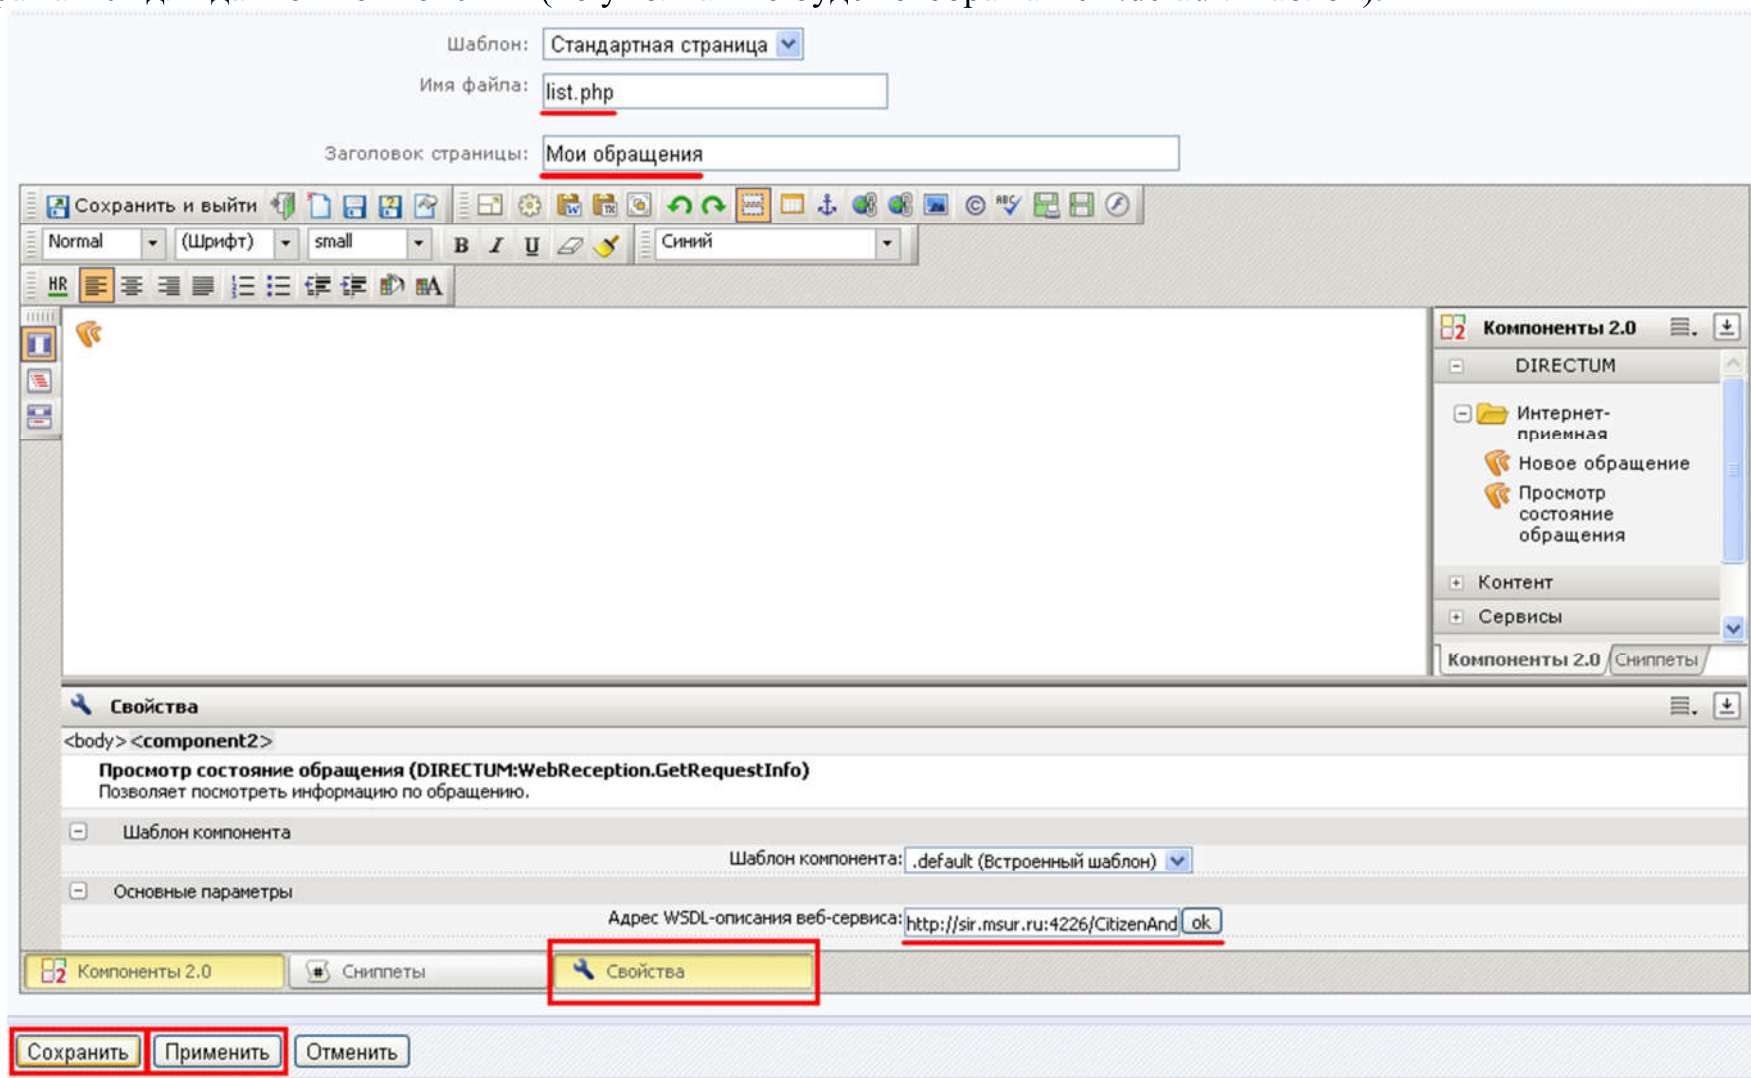 Шаблон: Стандартная страница
Имя файла: list.php
Заголовок страницы: Мои обращения
Сохранить и выйти
Normal (Шрифт) small B I U Синий
HR
Компоненты 2.0
DIRECTUM
Интернет-
приемная
Новое обращение
Просмотр
состояние
обращения
Контент
Сервисы
Компоненты 2.0 Сниппеты
Свойства
<body> <component2>
Просмотр состояние обращения (DIRECTUM:WebReception.GetRequestInfo)
Позволяет посмотреть информацию по обращению.
Шаблон компонента
Шаблон компонента: .default (Встроенный шаблон)
Основные параметры
Адрес WSDL-описания веб-сервиса: http://sir.msur.ru:4226/CitizenAnd ok
Компоненты 2.0 Сниппеты Свойства
Сохранить Применить Отменить